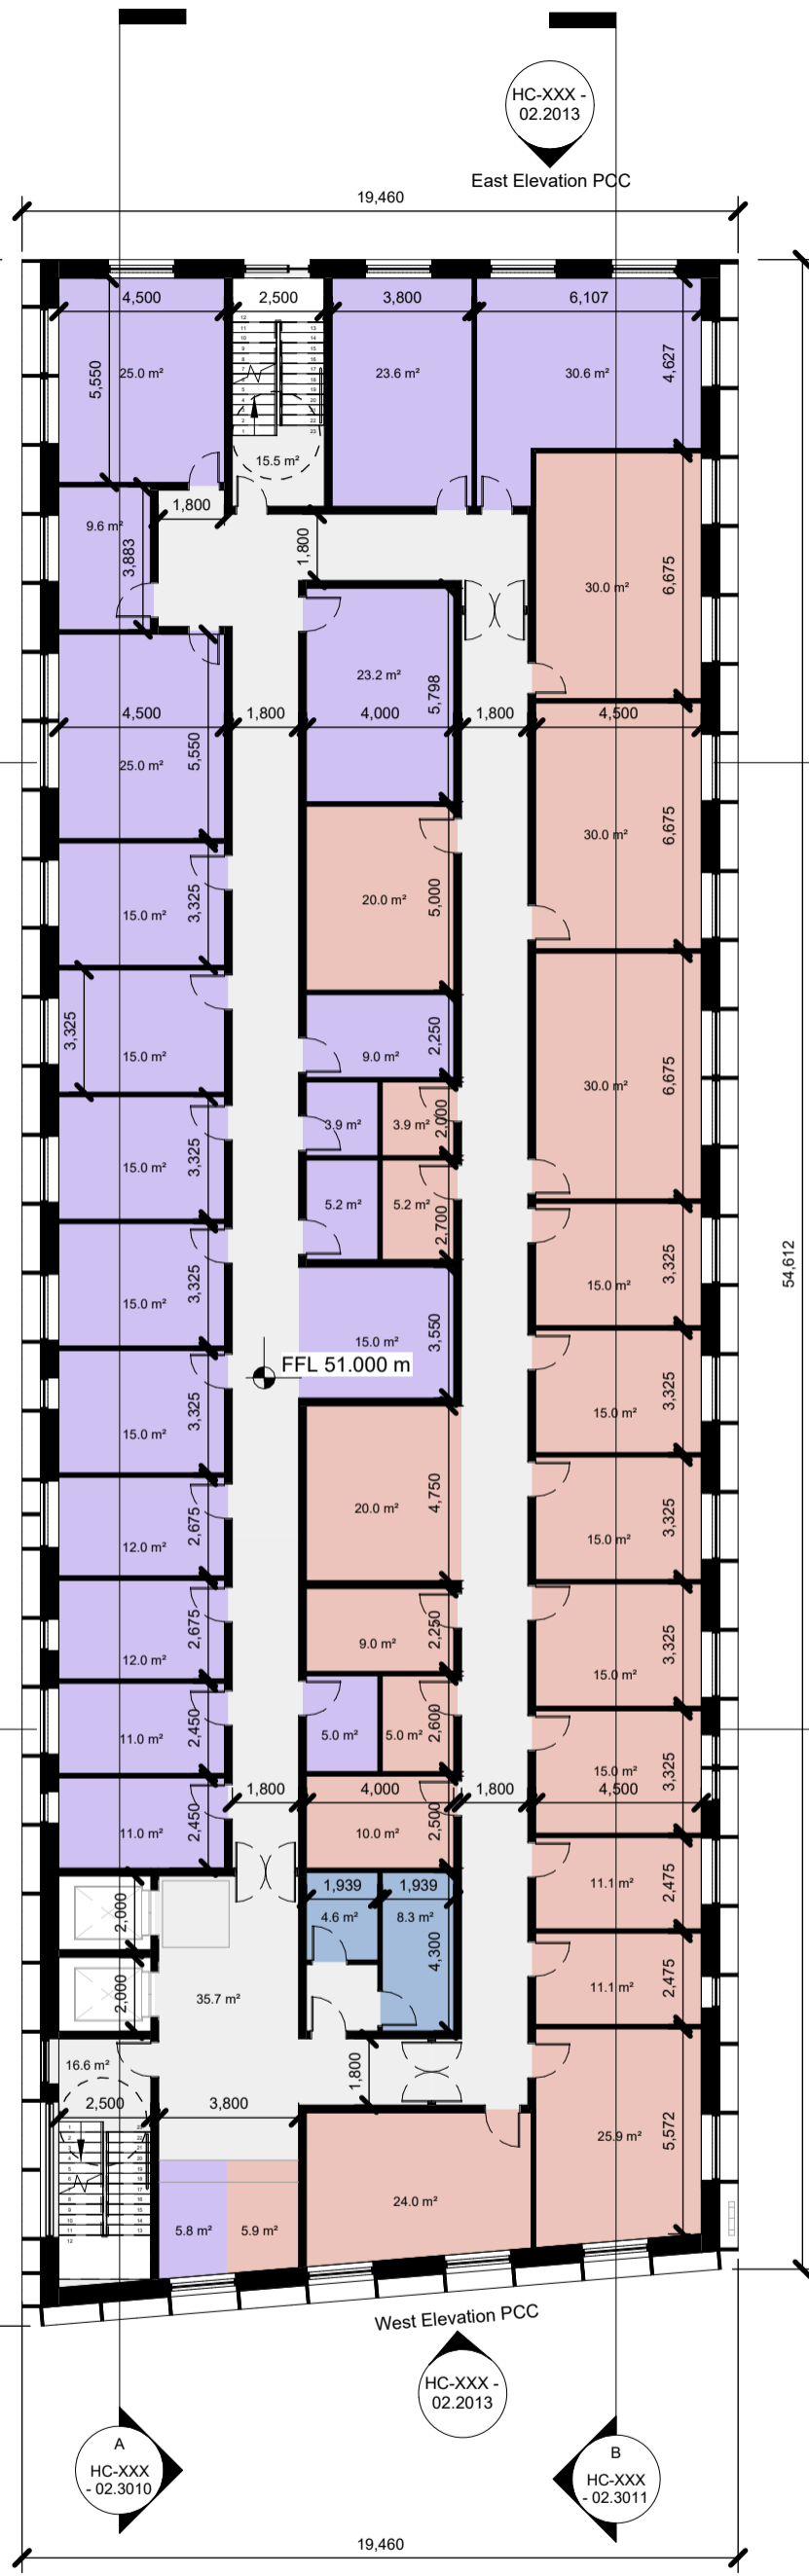 HC-XXX -
02.2013
East Elevation PCC
19,460
4,500
2,500
3,800
6,107
5,550
25.0 m²
23.6 m²
30.6 m²
4,627
15.5 m²
9.6 m²
3,883
1,800
1,800
30.0 m²
6,675
23.2 m²
5,798
4,500
1,800
4,000
1,800
4,500
25.0 m²
5,550
30.0 m²
6,675
15.0 m²
3,325
20.0 m²
5,000
3,325
15.0 m²
9.0 m²
2,250
30.0 m²
6,675
15.0 m²
3,325
3.9 m²
3.9 m²
2,000
5.2 m²
5.2 m²
2,700
54,612
15.0 m²
3,325
15.0 m²
3,325
15.0 m²
3,550
FFL 51.000 m
15.0 m²
3,325
15.0 m²
3,325
12.0 m²
2,675
20.0 m²
4,750
15.0 m²
3,325
12.0 m²
2,675
9.0 m²
2,250
15.0 m²
3,325
11.0 m²
2,450
5.0 m²
5.0 m²
2,600
15.0 m²
3,325
1,800
4,000
1,800
4,500
11.0 m²
2,450
10.0 m²
2,500
11.1 m²
2,475
2,000
1,939
1,939
4.6 m²
8.3 m²
4,300
2,000
35.7 m²
11.1 m²
2,475
16.6 m²
1,800
2,500
3,800
25.9 m²
5,572
5.8 m²
5.9 m²
24.0 m²
West Elevation PCC
HC-XXX -
02.2013
A
HC-XXX
- 02.3010
B
HC-XXX
- 02.3011
19,460